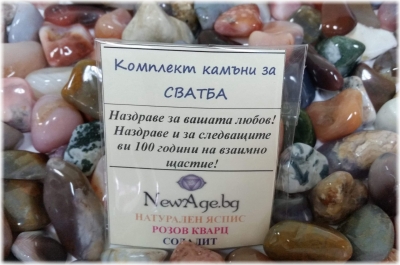 Комплект камъни за
СВАТБА
Наздраве за вашата любов!
Наздраве и за следващите
ви 100 години на взаимно
щастие!
NewAge.bg
НАТУРАЛЕН ЯСПИС
РОЗОВ КВАРЦ
СОДАЛИТ